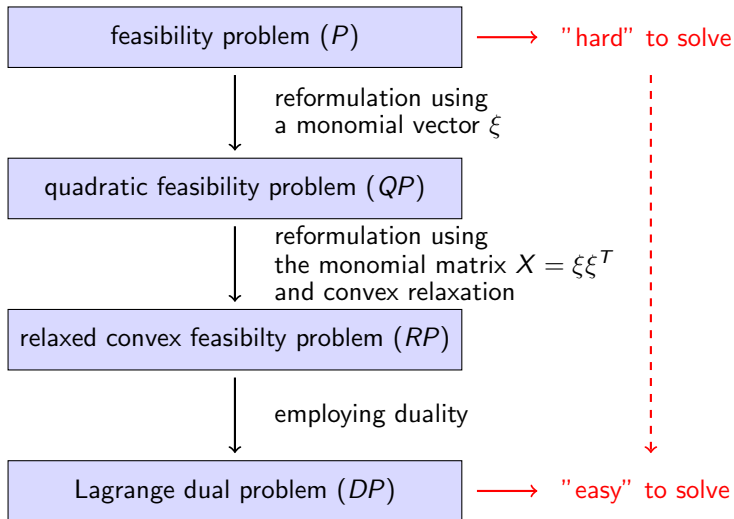 feasibility problem (P)
"hard" to solve
reformulation using
a monomial vector ξ
quadratic feasibility problem (QP)
reformulation using
the monomial matrix X = ξξᵀ
and convex relaxation
relaxed convex feasibilty problem (RP)
employing duality
Lagrange dual problem (DP)
"easy" to solve